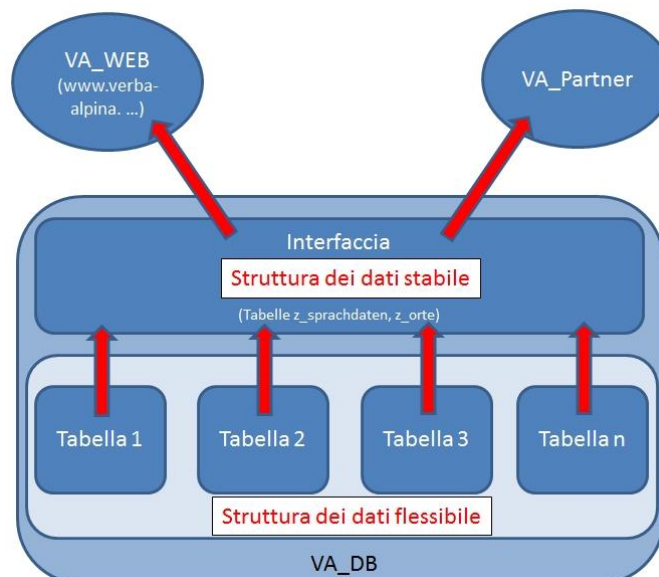 VA_WEB
(www.verba-
alpina. ...)
VA_Partner
Interfaccia
Struttura dei dati stabile
(Tabelle z_sprachdaten, z_orte)
Tabella 1
Tabella 2
Tabella 3
Tabella n
Struttura dei dati flessibile
VA_DB